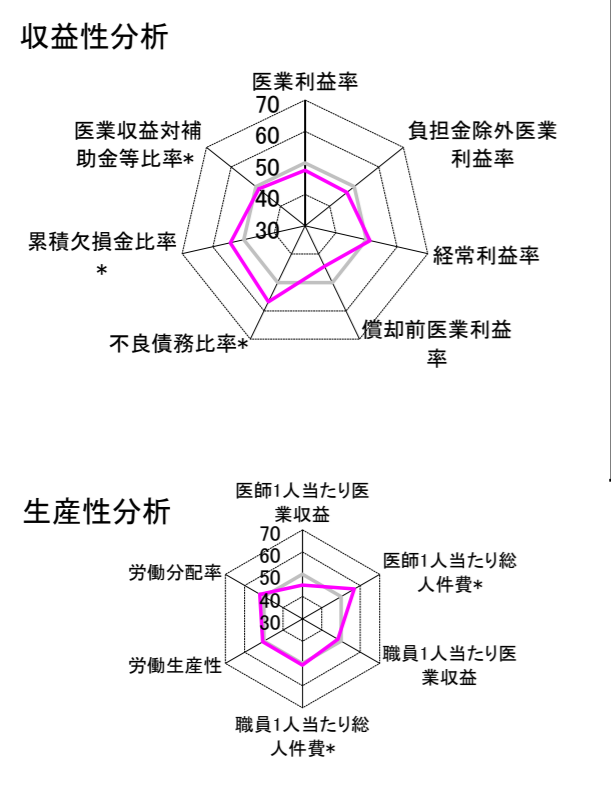 収益性分析
医業利益率
負担金除外医業
利益率
経常利益率
償却前医業利益
率
不良債務比率*
累積欠損金比率
*
医業収益対補
助金等比率*
70
60
50
40
30
生産性分析
医師1人当たり医
業収益
医師1人当たり総
人件費*
職員1人当たり医
業収益
職員1人当たり総
人件費*
労働生産性
労働分配率
70
60
50
40
30